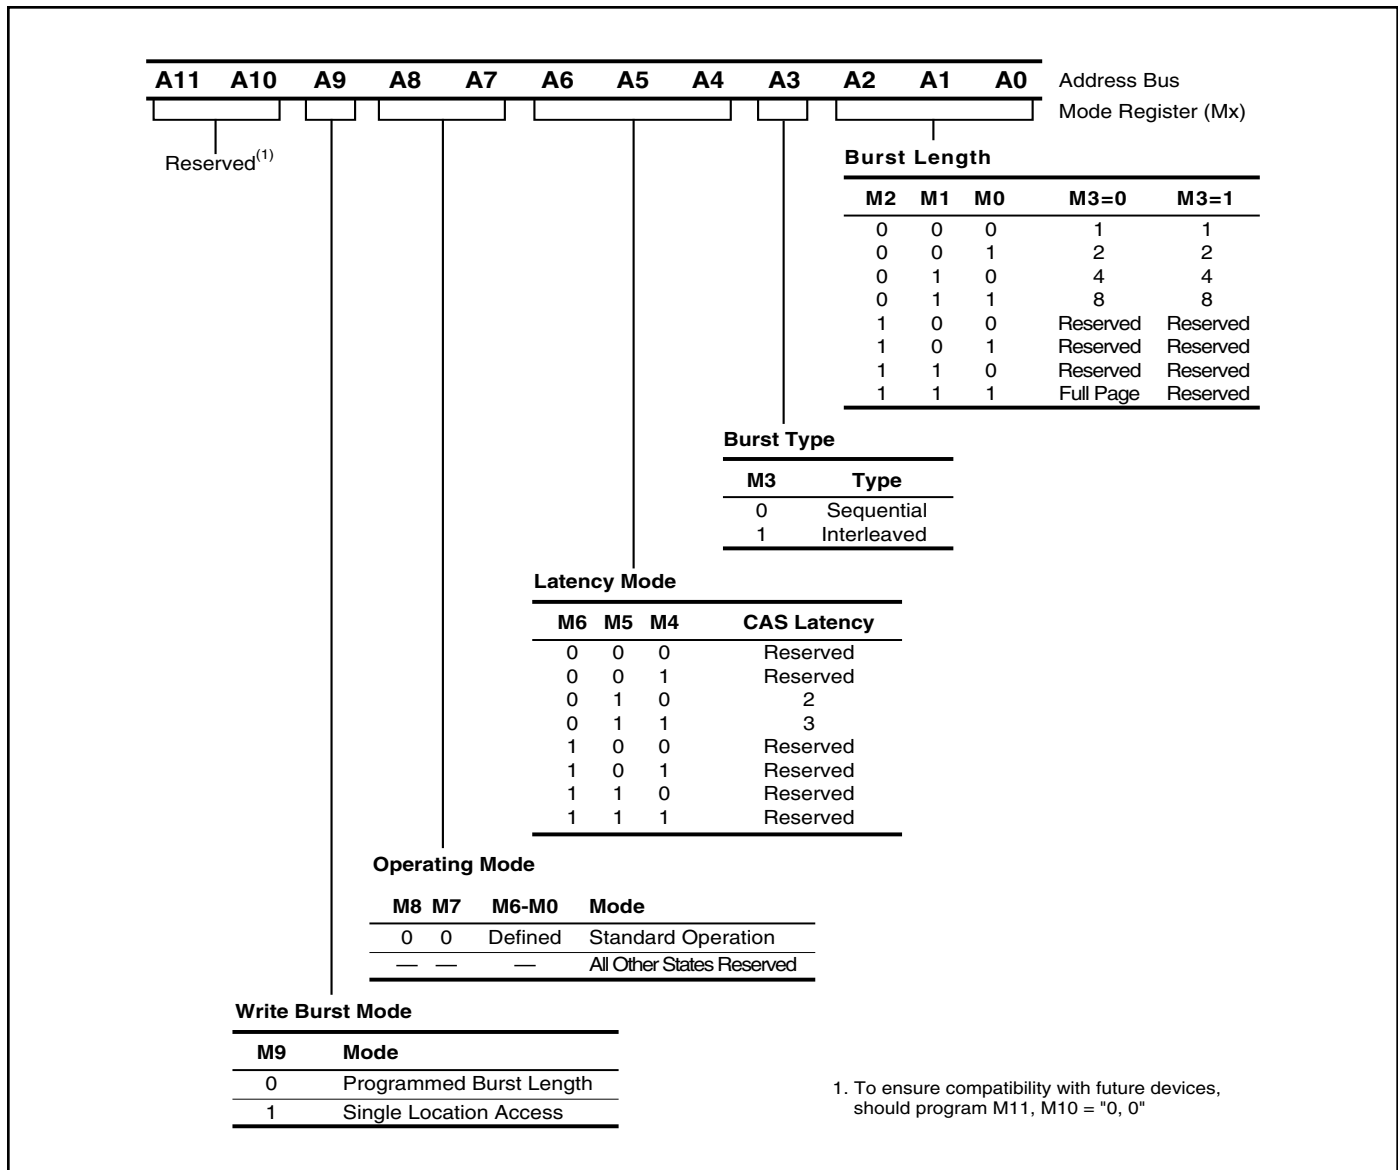 A11 A10 A9 A8 A7 A6 A5 A4 A3 A2 A1 A0 Address Bus
Mode Register (Mx)
Reserved(1)
Burst Length
M2 M1 M0 M3=0 M3=1
0 0 0 1 1
0 0 1 2 2
0 1 0 4 4
0 1 1 8 8
1 0 0 Reserved Reserved
1 0 1 Reserved Reserved
1 1 0 Reserved Reserved
1 1 1 Full Page Reserved
Burst Type
M3 Type
0 Sequential
1 Interleaved
Latency Mode
M6 M5 M4 CAS Latency
0 0 0 Reserved
0 0 1 Reserved
0 1 0 2
0 1 1 3
1 0 0 Reserved
1 0 1 Reserved
1 1 0 Reserved
1 1 1 Reserved
Operating Mode
M8 M7 M6-M0 Mode
0 0 Defined Standard Operation
— — — All Other States Reserved
Write Burst Mode
M9 Mode
0 Programmed Burst Length
1 Single Location Access
1. To ensure compatibility with future devices,
should program M11, M10 = "0, 0"